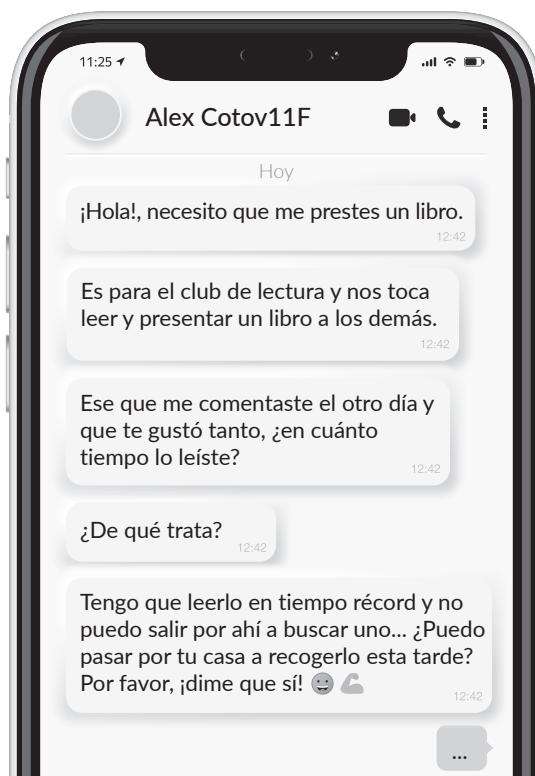 11:25
Alex Cotov11F
Hoy
¡Hola!, necesito que me prestes un libro.
12:42
Es para el club de lectura y nos toca
leer y presentar un libro a los demás.
12:42
Ese que me comentaste el otro día y
que te gustó tanto, ¿en cuánto
tiempo lo leíste?
12:42
¿De qué trata?
12:42
Tengo que leerlo en tiempo récord y no
puedo salir por ahí a buscar uno... ¿Puedo
pasar por tu casa a recogerlo esta tarde?
Por favor, ¡dime que sí! 😀 💪
12:42
...